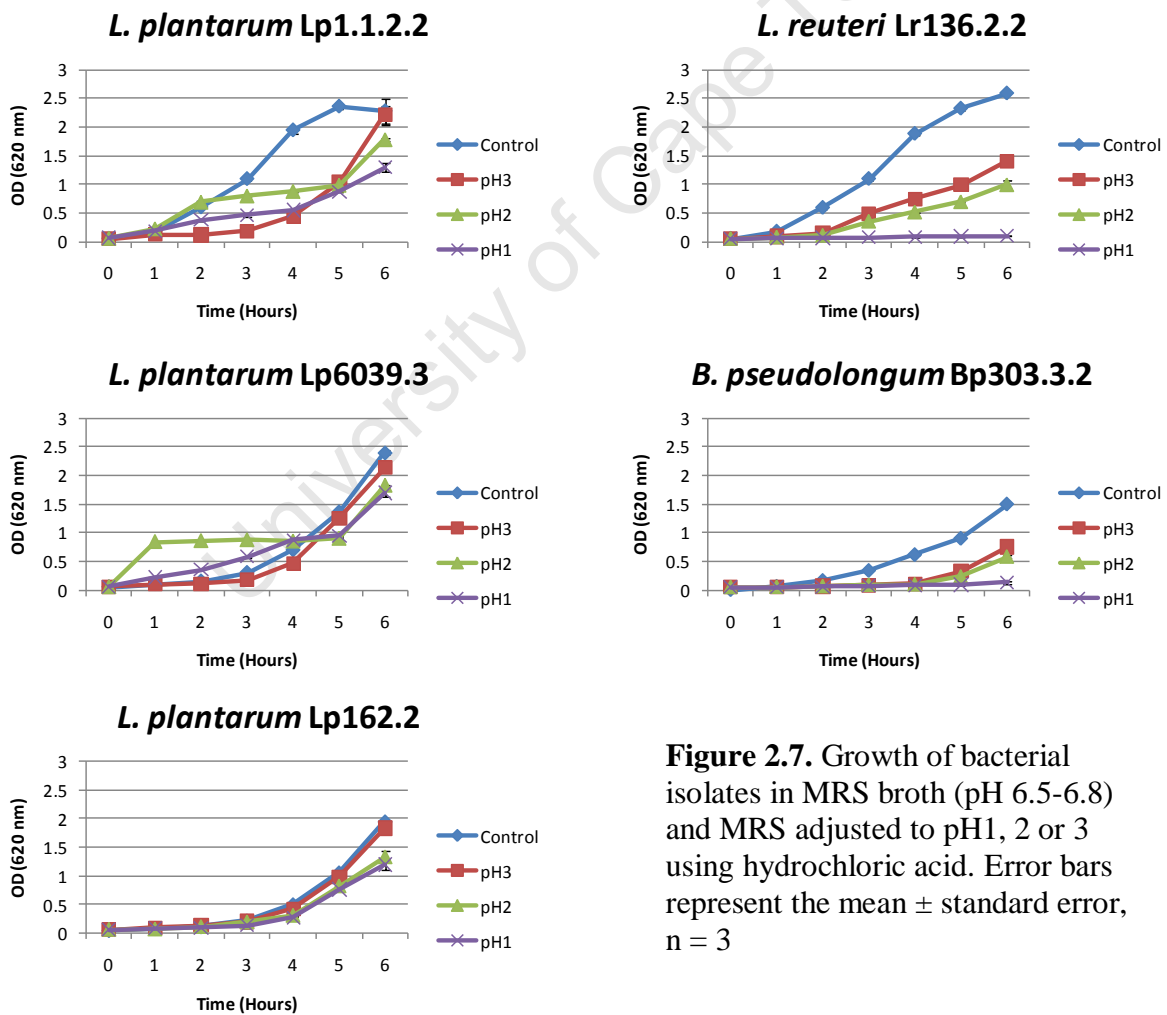 L. plantarum Lp1.1.2.2
3
2.5
2
1.5
1
0.5
0
OD (620 nm)
0 1 2 3 4 5 6
Time (Hours)
Control
pH3
pH2
pH1
L. reuteri Lr136.2.2
3
2.5
2
1.5
1
0.5
0
OD (620 nm)
0 1 2 3 4 5 6
Time (Hours)
Control
pH3
pH2
pH1
L. plantarum Lp6039.3
3
2.5
2
1.5
1
0.5
0
OD (620 nm)
0 1 2 3 4 5 6
Time (Hours)
Control
pH3
pH2
pH1
B. pseudolongum Bp303.3.2
3
2.5
2
1.5
1
0.5
0
OD (620 nm)
0 1 2 3 4 5 6
Time (Hours)
Control
pH3
pH2
pH1
L. plantarum Lp162.2
3
2.5
2
1.5
1
0.5
0
OD (620 nm)
0 1 2 3 4 5 6
Time (Hours)
Control
pH3
pH2
pH1
Figure 2.7. Growth of bacterial
isolates in MRS broth (pH 6.5-6.8)
and MRS adjusted to pH1, 2 or 3
using hydrochloric acid. Error bars
represent the mean ± standard error,
n = 3
University of Cape